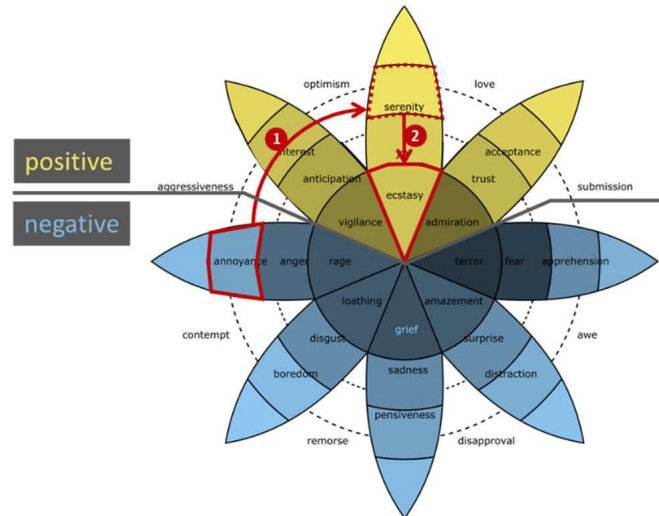 optimism
love
serenity
1
2
joy
interest
acceptance
positive
anticipation
trust
aggressiveness
submission
ecstasy
negative
vigilance
admiration
annoyance
anger
rage
terror
fear
apprehension
loathing
amazement
contempt
grief
awe
disgust
surprise
boredom
sadness
distraction
pensiveness
remorse
disapproval